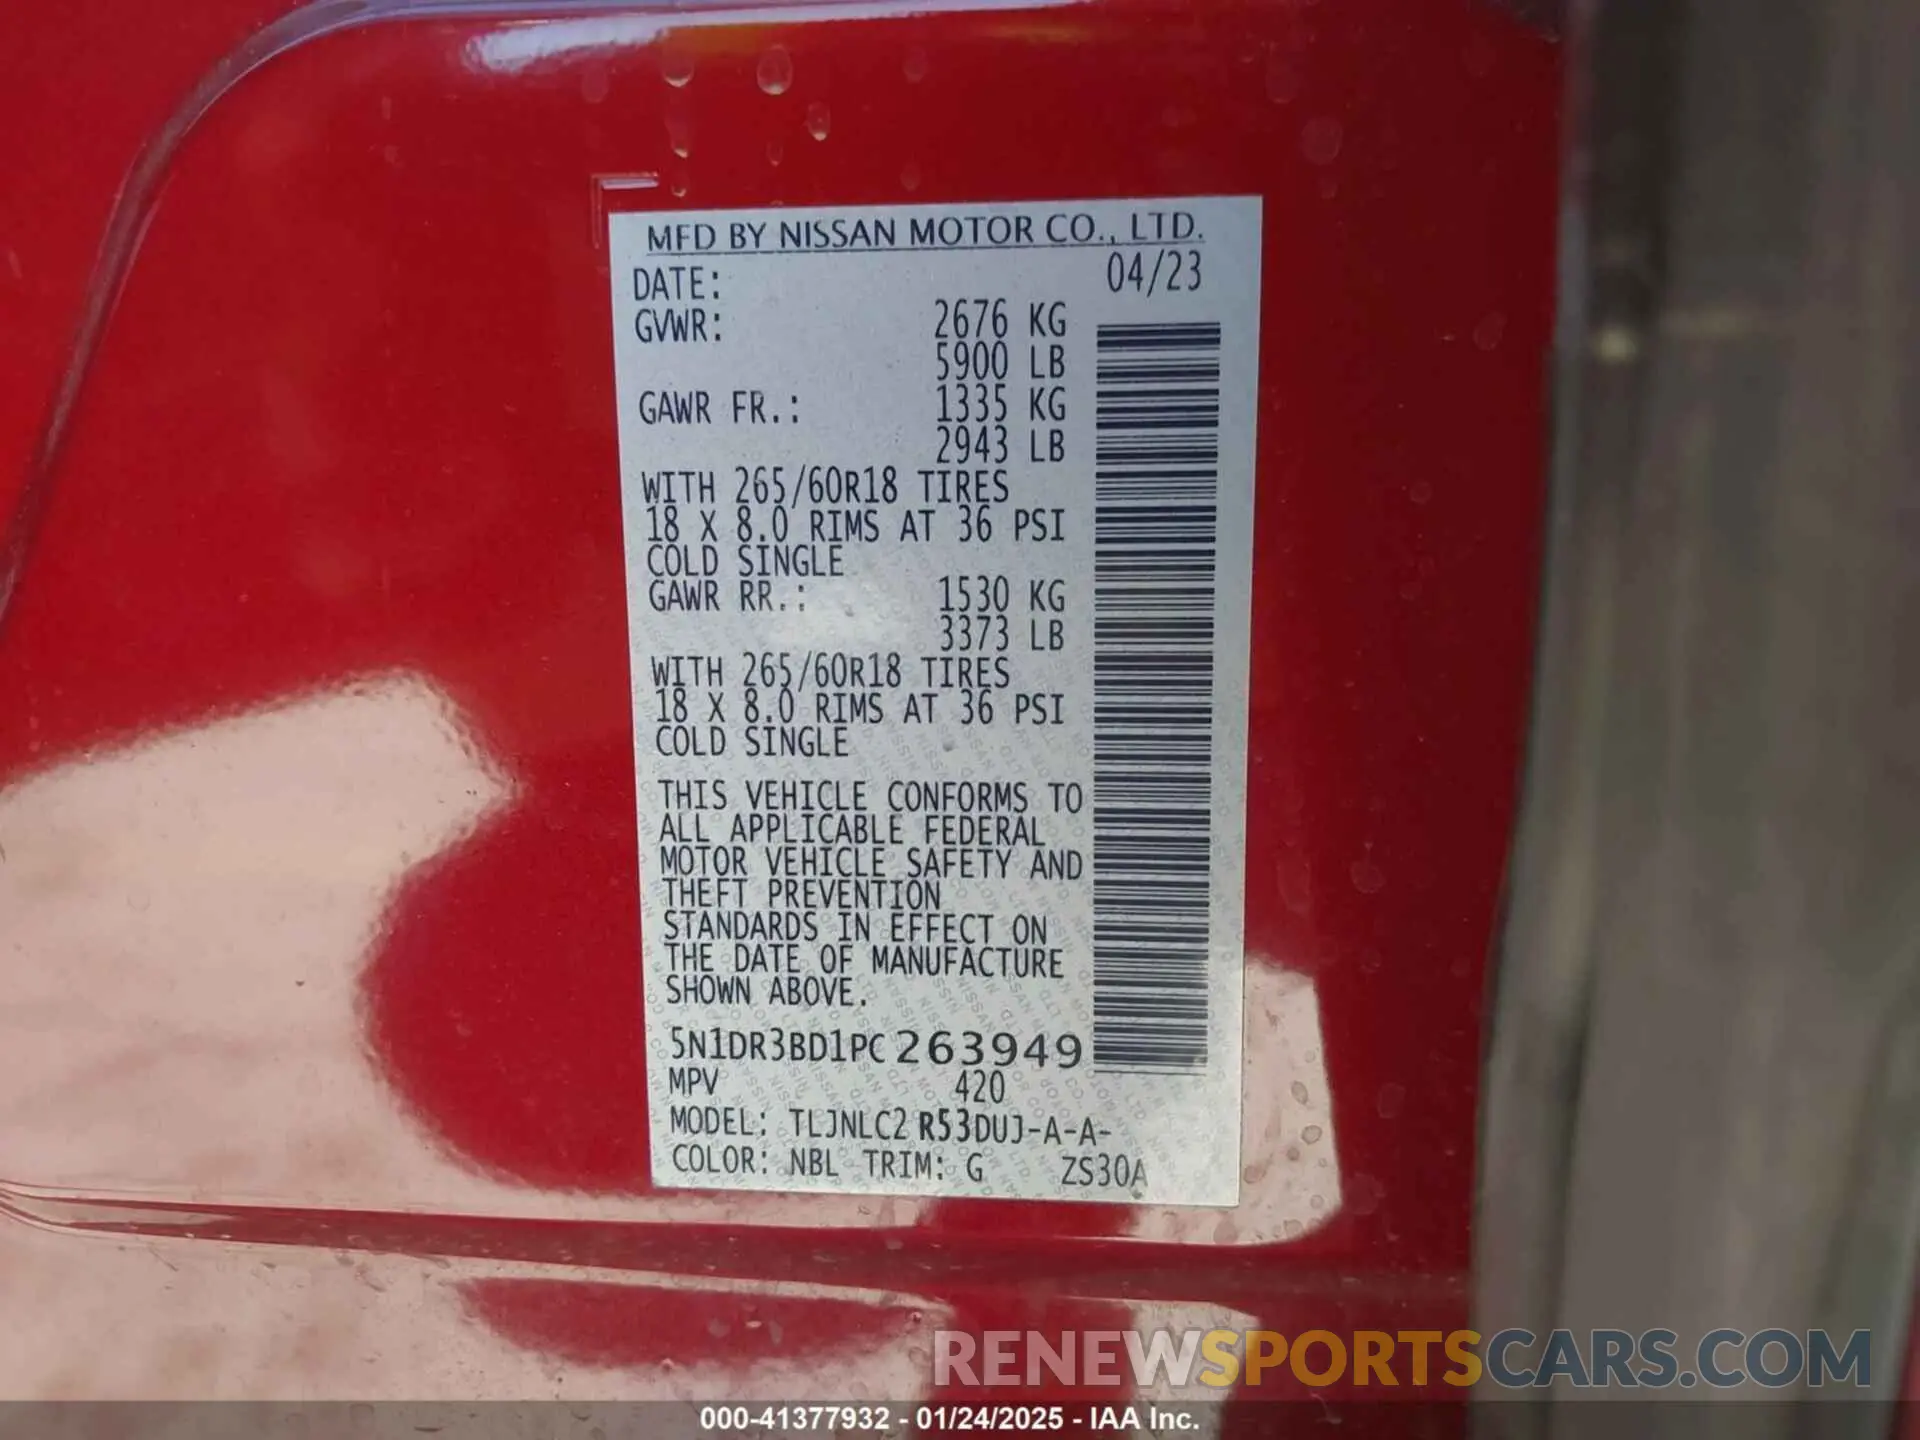 MFD BY NISSAN MOTOR CO., LTD.
DATE: 04/23
GVWR: 2676 KG
5900 LB
GAWR FR.: 1335 KG
2943 LB
WITH 265/60R18 TIRES
18 X 8.0 RIMS AT 36 PSI
COLD SINGLE
GAWR RR.: 1530 KG
3373 LB
WITH 265/60R18 TIRES
18 X 8.0 RIMS AT 36 PSI
COLD SINGLE
THIS VEHICLE CONFORMS TO
ALL APPLICABLE FEDERAL
MOTOR VEHICLE SAFETY AND
THEFT PREVENTION
STANDARDS IN EFFECT ON
THE DATE OF MANUFACTURE
SHOWN ABOVE.
5N1DR3BD1PC263949
MPV 420
MODEL: TLJNLC2 R53DUJ-A-A-
COLOR: NBL TRIM: G ZS30A
RENEWSPORTSCARS.COM
000-41377932 - 01/24/2025 - IAA Inc.